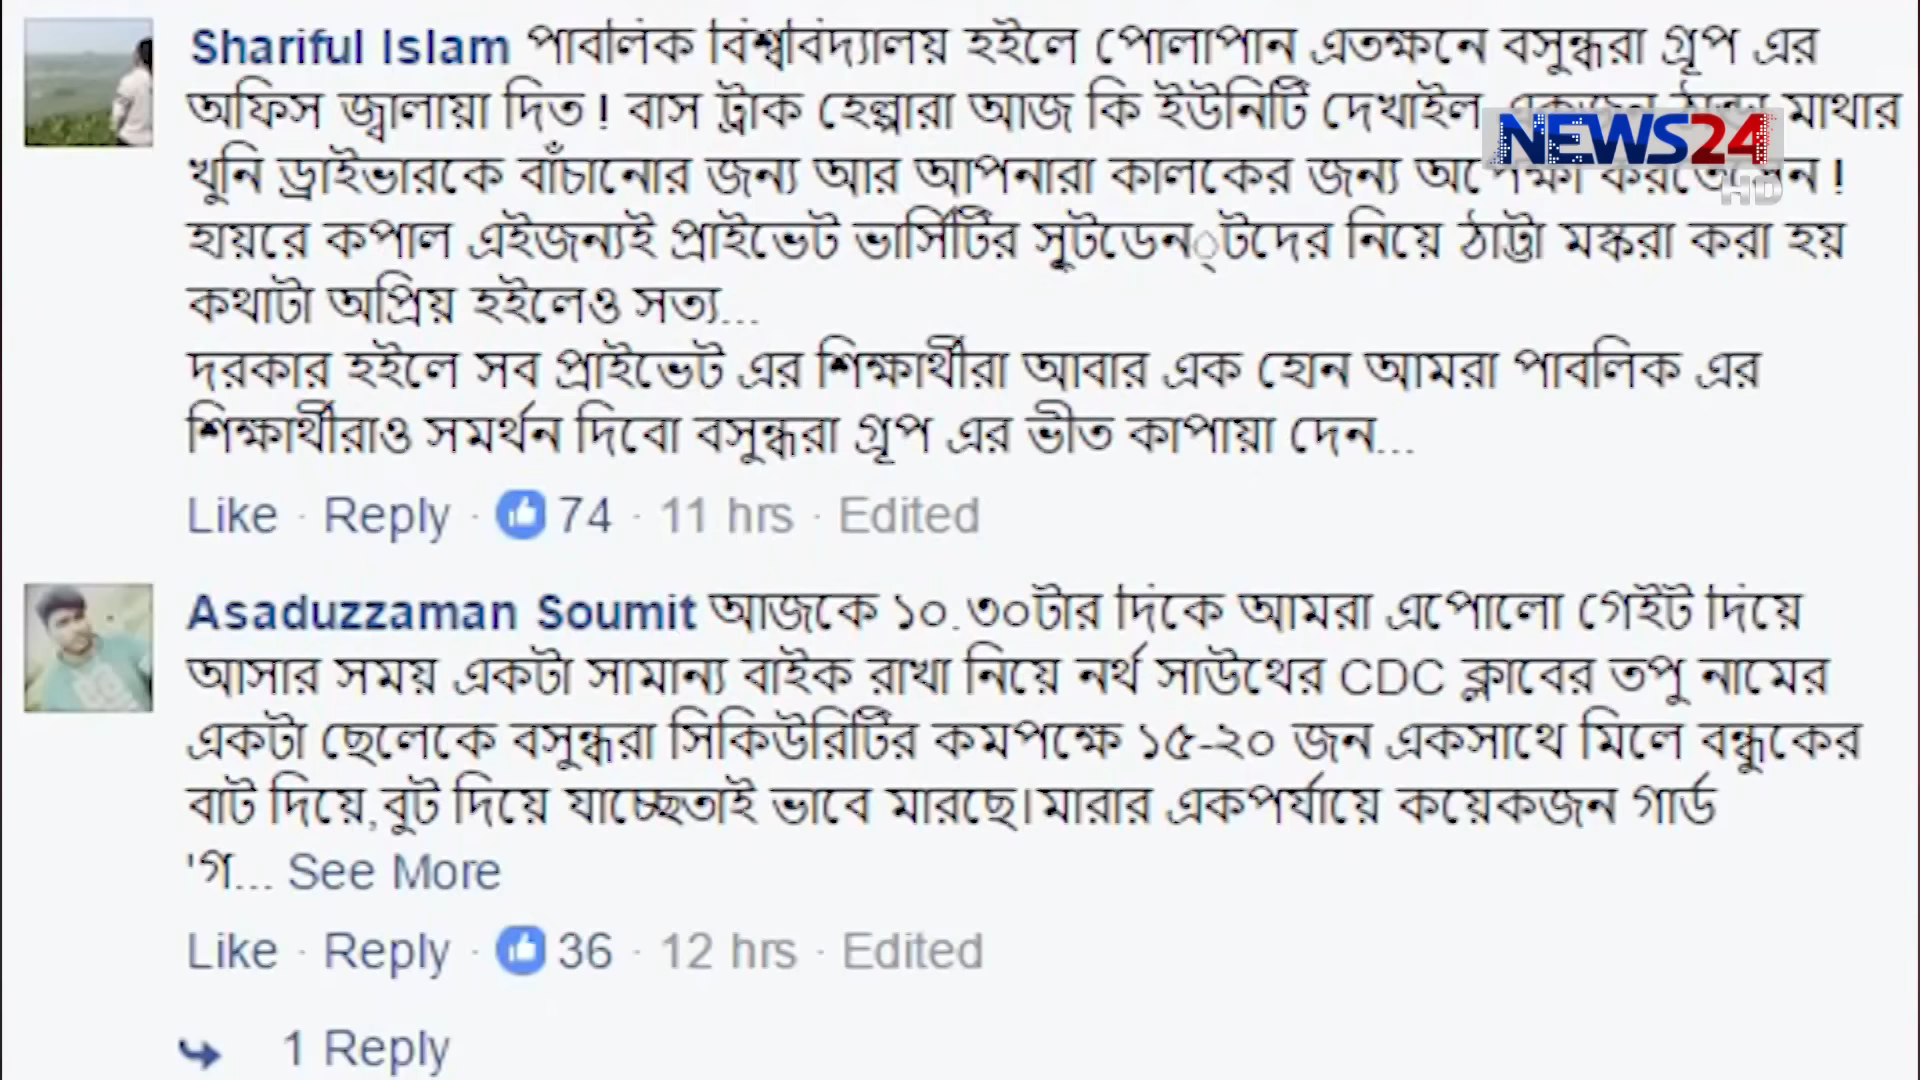 Shariful Islam পাবলিক বিশ্ববিদ্যালয় হইলে পোলাপান এতক্ষনে বসুন্ধরা গ্রূপ এর
অফিস জ্বালায়া দিত ! বাস ট্রাক হেল্পারা আজ কি ইউনিটি দেখাইল মাথার
NEWS24
খুনি ড্রাইভারকে বাঁচানোর জন্য আর আপনারা কালকের জন্য অপেক্ষা !
HD
হায়রে কপাল এইজন্যই প্রাইভেট ভার্সিটির সূটডেন্টদের নিয়ে ঠাট্টা মস্করা করা হয়
কথাটা অপ্রিয় হইলেও সত্য...
দরকার হইলে সব প্রাইভেট এর শিক্ষার্থীরা আবার এক হোন আমরা পাবলিক এর
শিক্ষার্থীরাও সমর্থন দিবো বসুন্ধরা গ্রূপ এর ভীত কাপায়া দেন...
Like · Reply · 74 · 11 hrs · Edited
Asaduzzaman Soumit আজকে ১০.৩০টার দিকে আমরা এপোলো গেইট দিয়ে
আসার সময় একটা সামান্য বাইক রাখা নিয়ে নর্থ সাউথের CDC ক্লাবের তপু নামের
একটা ছেলেকে বসুন্ধরা সিকিউরিটির কমপক্ষে ১৫-২০ জন একসাথে মিলে বন্ধুকের
বাট দিয়ে,বুট দিয়ে যাচ্ছেতাই ভাবে মারছে।মারার একপর্যায়ে কয়েকজন গার্ড
'গ... See More
Like · Reply · 36 · 12 hrs · Edited
1 Reply